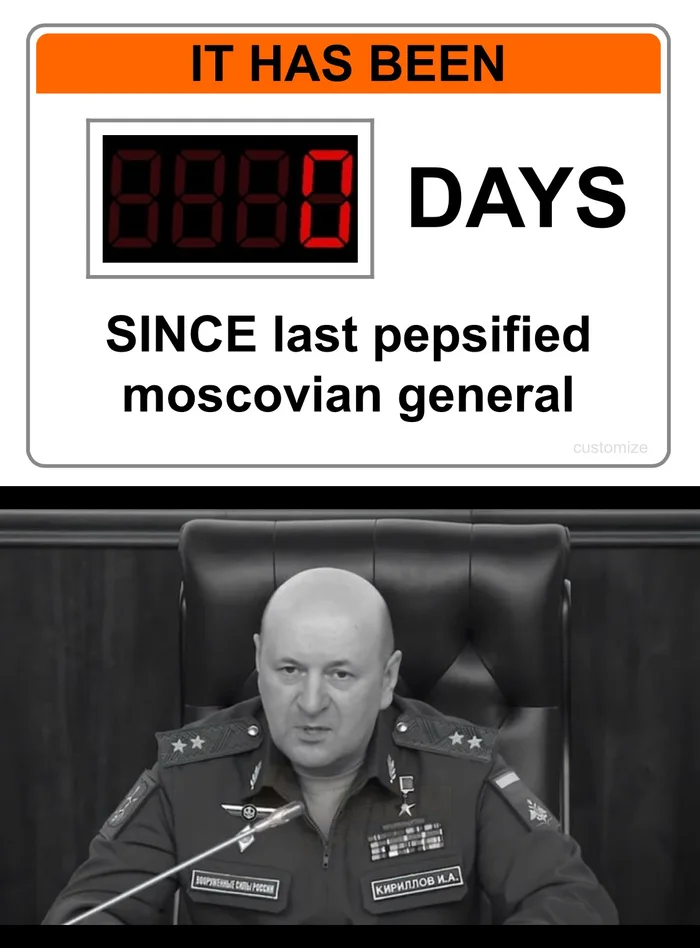 IT HAS BEEN
0 DAYS
SINCE last pepsified
moscovian general
customize
ВООРУЖЕННЫЕ СИЛЫ РОССИИ
КИРИЛЛОВ И.А.